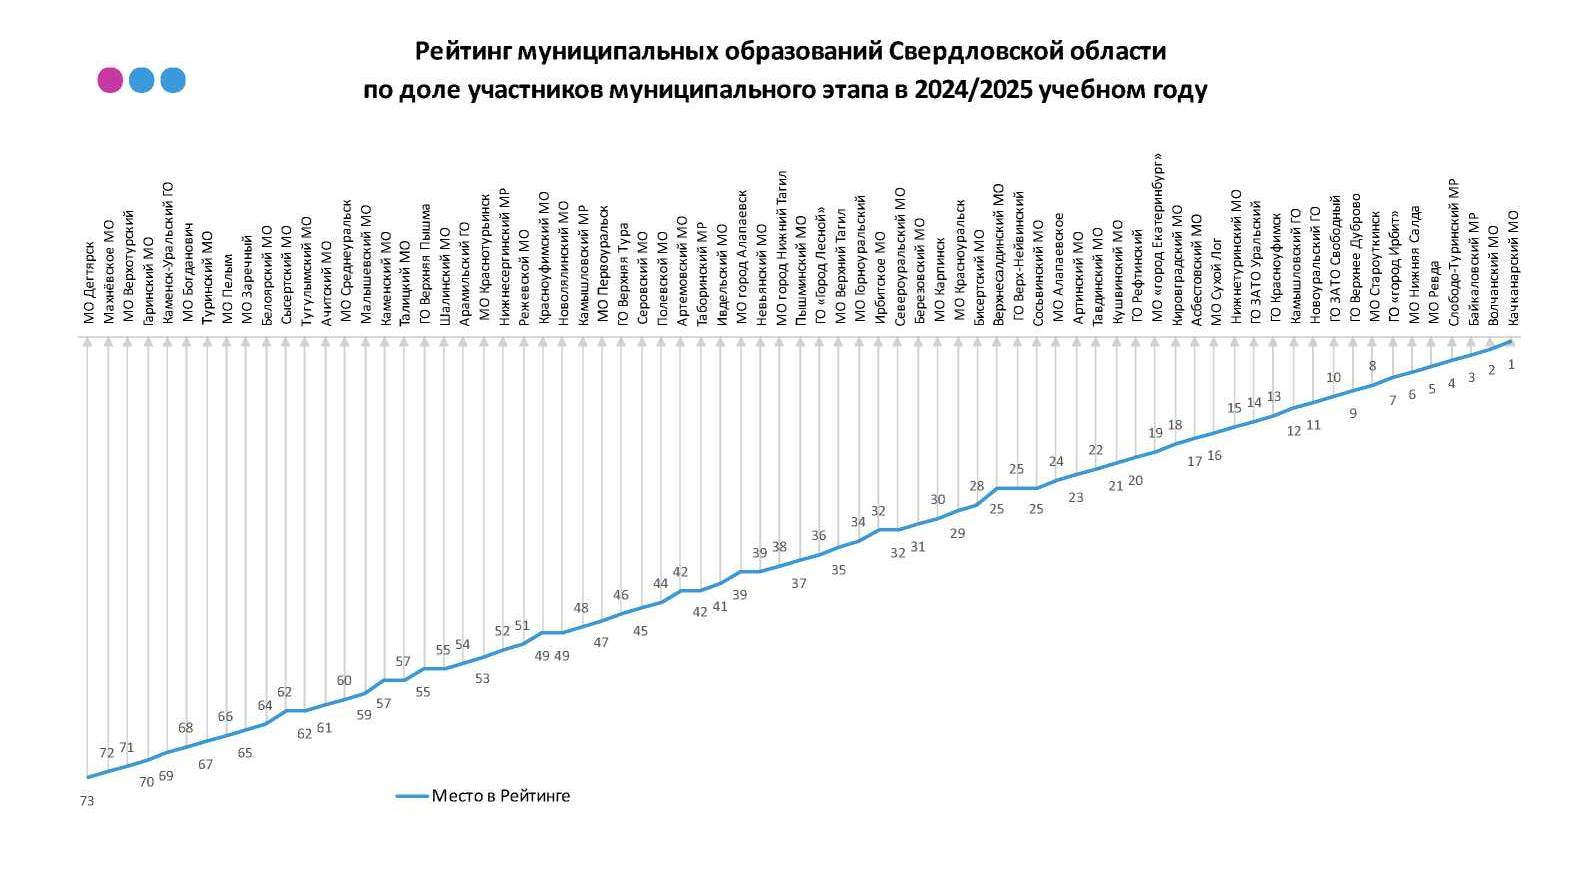 Рейтинг муниципальных образований Свердловской области
по доле участников муниципального этапа в 2024/2025 учебном году
МО Дегтярск
Махнёвское МО
МО Верхотурский
Гаринский МО
Каменск-Уральский ГО
МО Богданович
Туринский МО
МО Пелым
МО Заречный
Белоярский МО
Сысертский МО
Тугулымский МО
Ачитский МО
МО Среднеуральск
Малышевский МО
Каменский МО
Талицкий МО
ГО Верхняя Пышма
Шалинский МО
Арамильский ГО
МО Краснотурьинск
Нижнесергинский МР
Режевской МО
Красноуфимский МО
Новолялинский МО
Камышловский МР
МО Первоуральск
ГО Верхняя Тура
Серовский МО
Полевской МО
Артемовский МО
Таборинский МР
Ивдельский МО
МО город Алапаевск
Невьянский МО
МО город Нижний Тагил
Пышминский МО
ГО «Город Лесной»
МО Верхний Тагил
МО Горноуральский
Ирбитское МО
Североуральский МО
Березовский МО
МО Карпинск
МО Красноуральск
Бисертский МО
Верхнесалдинский МО
ГО Верх-Нейвинский
Сосьвинский МО
МО Алапаевское
Артинский МО
Тавдинский МО
Кушвинский МО
ГО Рефтинский
МО «город Екатеринбург»
Кировградский МО
Асбестовский МО
МО Сухой Лог
Нижнетуринский МО
ГО ЗАТО Уральский
ГО Красноуфимск
Камышловский ГО
Новоуральский ГО
ГО ЗАТО Свободный
ГО Верхнее Дуброво
МО Староуткинск
ГО «город Ирбит»
МО Нижняя Салда
МО Ревда
Слободо-Туринский МР
Байкаловский МР
Волчанский МО
Качканарский МО
73
72
71
70
69
68
67
66
65
64
62
62
61
60
59
57
57
55
55
54
53
52
51
49
49
48
47
46
45
44
42
42
41
39
39
38
37
36
35
34
32
32
31
30
29
28
25
25
25
24
23
22
21
20
19
18
17
16
15
14
13
12
11
10
9
8
7
6
5
4
3
2
1
Место в Рейтинге